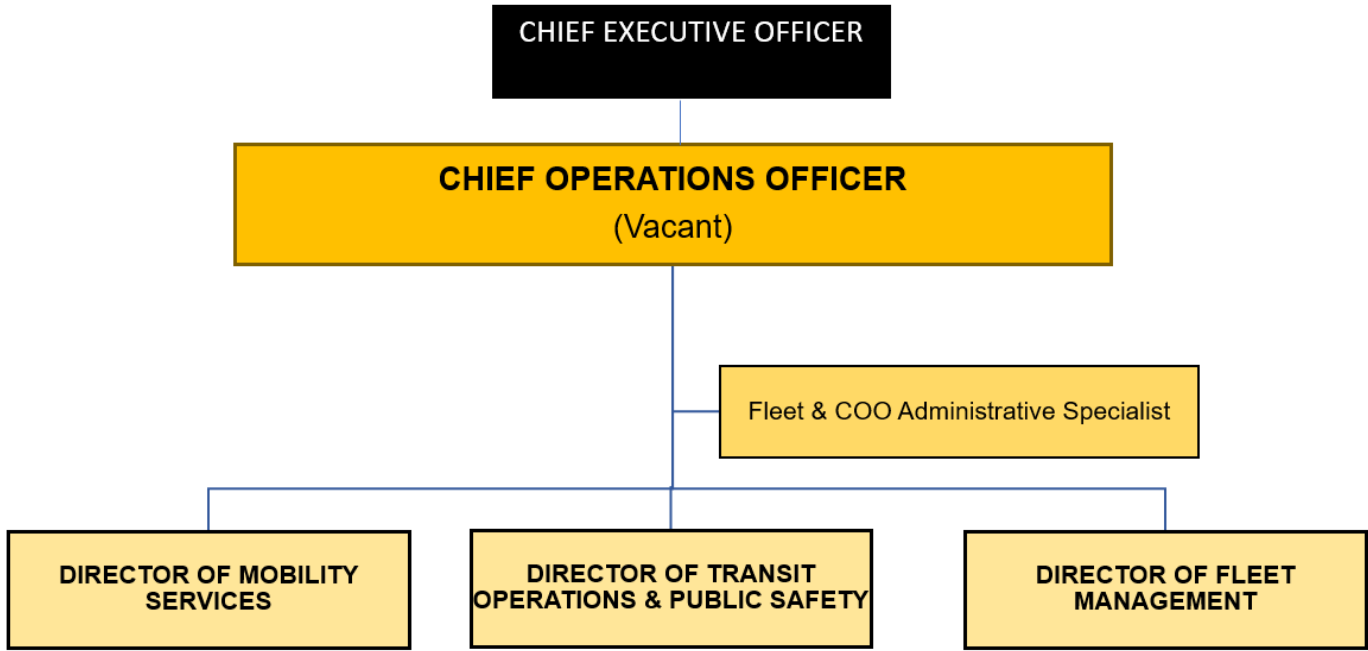 CHIEF EXECUTIVE OFFICER
CHIEF OPERATIONS OFFICER
(Vacant)
Fleet & COO Administrative Specialist
DIRECTOR OF MOBILITY
SERVICES
DIRECTOR OF TRANSIT
OPERATIONS & PUBLIC SAFETY
DIRECTOR OF FLEET
MANAGEMENT